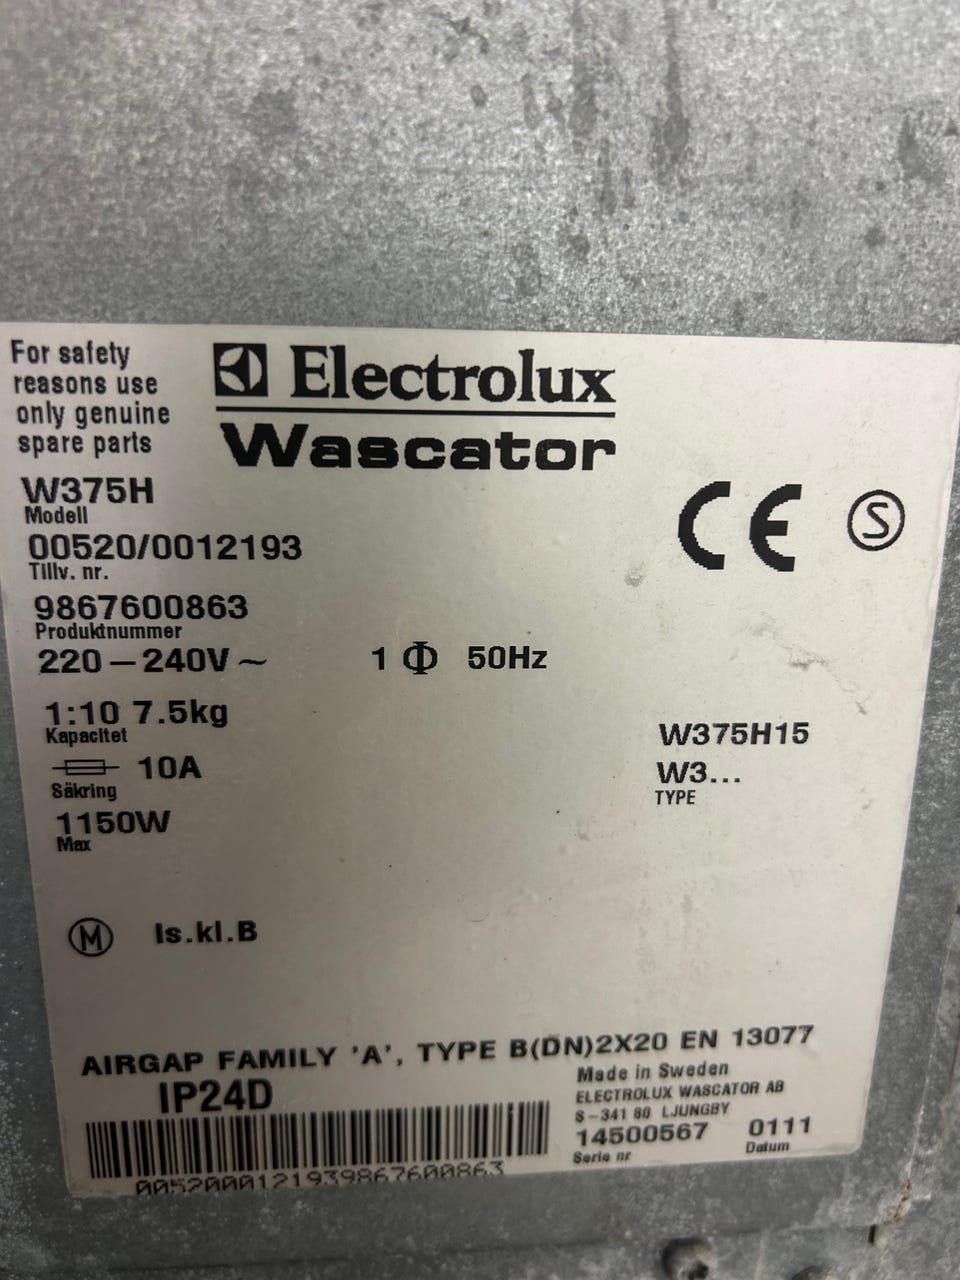 For safety
reasons use
only genuine
spare parts
Electrolux
Wascator
W375H
Modell
00520/0012193
Tillv. nr.
9867600863
Produktnummer
220-240V~ 1 Φ 50Hz
1:10 7.5kg
Kapacitet
10A
Säkring
1150W
Max
CE
S
W375H15
W3...
TYPE
M Is.kl.B
AIRGAP FAMILY 'A', TYPE B(DN)2X20 EN 13077
IP24D
Made in Sweden
ELECTROLUX WASCATOR AB
S-341 80 LJUNGBY
14500567 0111
Serie nr Datum
0052000121939867600863